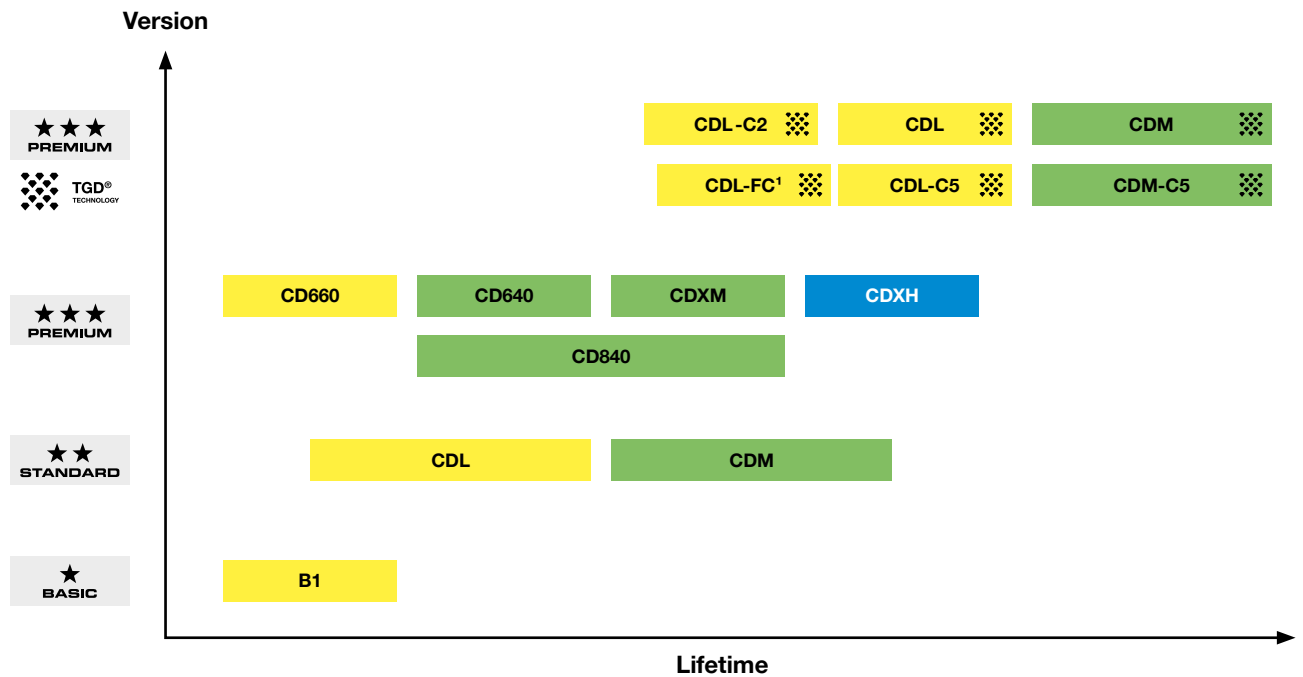 Version
PREMIUM
CDL-C2
CDL
CDM
TGD®
TECHNOLOGY
CDL-FC¹
CDL-C5
CDM-C5
PREMIUM
CD660
CD640
CDXM
CDXH
CD840
STANDARD
CDL
CDM
BASIC
B1
Lifetime